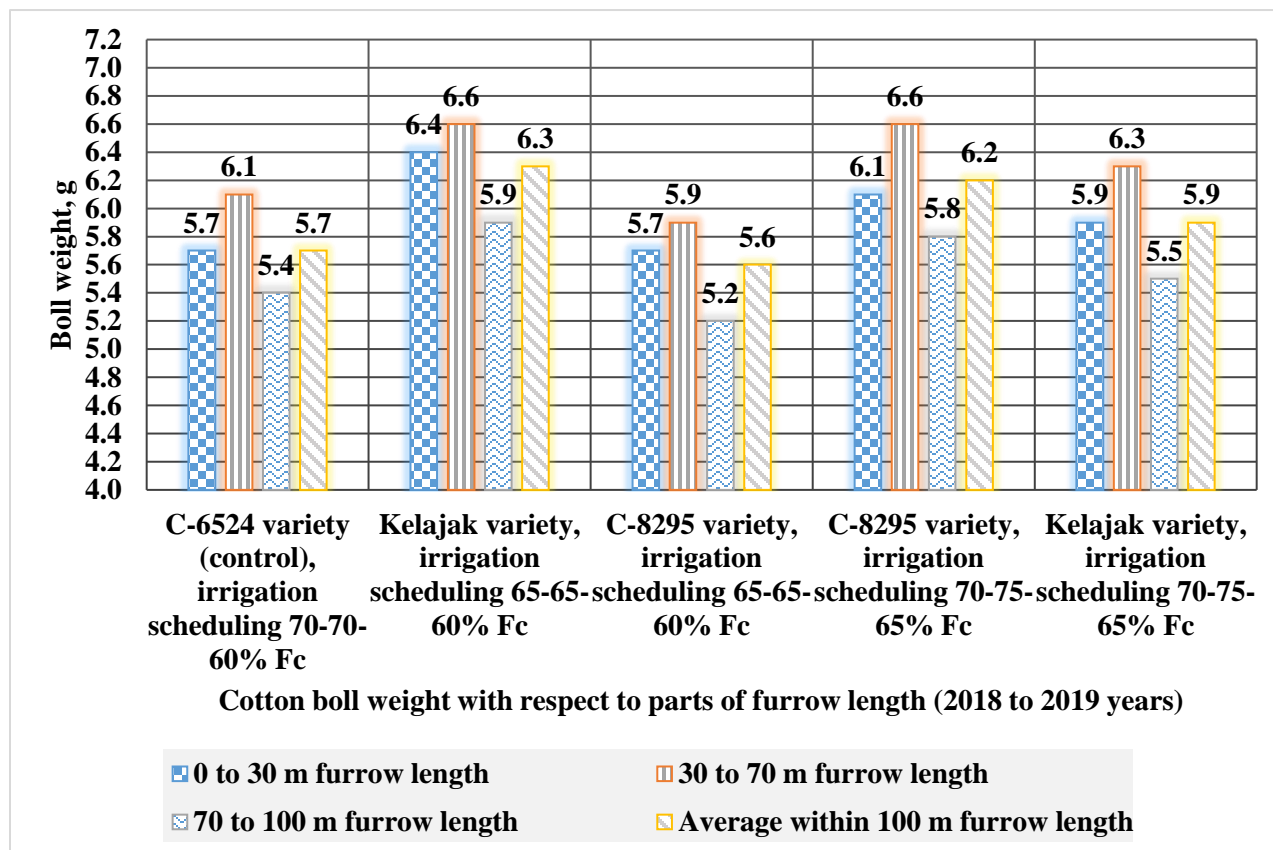 7.2
7.0
6.8
6.6
6.4
6.2
6.0
5.8
5.6
5.4
5.2
5.0
4.8
4.6
4.4
4.2
4.0
Boll weight, g
5.7
6.1
5.4
5.7
6.4
6.6
5.9
6.3
5.7
5.9
5.2
5.6
6.1
6.6
5.8
6.2
5.9
6.3
5.5
5.9
C-6524 variety
(control),
irrigation
scheduling 70-70-
60% Fc
Kelajak variety,
irrigation
scheduling 65-65-
60% Fc
C-8295 variety,
irrigation
scheduling 65-65-
60% Fc
C-8295 variety,
irrigation
scheduling 70-75-
65% Fc
Kelajak variety,
irrigation
scheduling 70-75-
65% Fc
Cotton boll weight with respect to parts of furrow length (2018 to 2019 years)
0 to 30 m furrow length
30 to 70 m furrow length
70 to 100 m furrow length
Average within 100 m furrow length